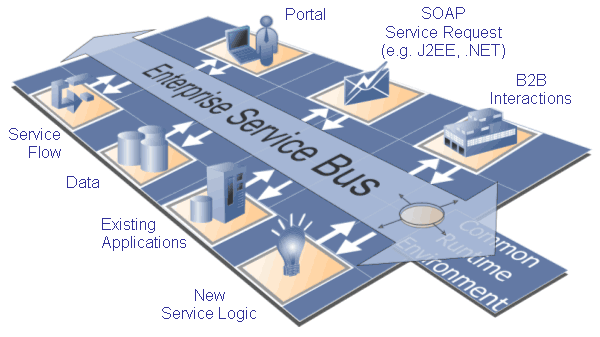 Portal
SOAP
Service Request
(e.g. J2EE, .NET)
B2B
Interactions
Enterprise Service Bus
Service
Flow
Data
Existing
Applications
New
Service Logic
Common
Runtime
Environment